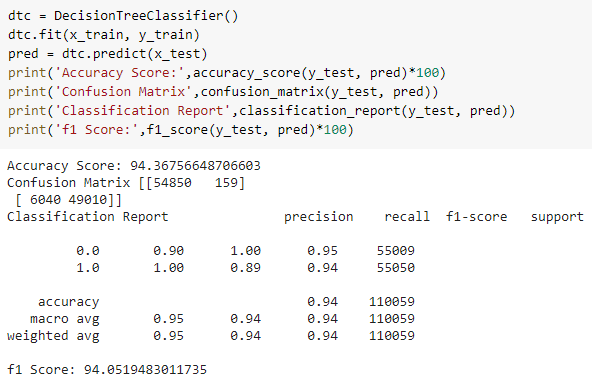 dtc = DecisionTreeClassifier()
dtc.fit(x_train, y_train)
pred = dtc.predict(x_test)
print('Accuracy Score:',accuracy_score(y_test, pred)*100)
print('Confusion Matrix',confusion_matrix(y_test, pred))
print('Classification Report',classification_report(y_test, pred))
print('f1 Score:',f1_score(y_test, pred)*100)
Accuracy Score: 94.36756648706603
Confusion Matrix [[54850   159]
 [ 6040 49010]]
Classification Report               precision    recall  f1-score   support
0.0       0.90      1.00      0.95     55009
1.0       1.00      0.89      0.94     55050
accuracy                           0.94    110059
macro avg       0.95      0.94      0.94    110059
weighted avg       0.95      0.94      0.94    110059
f1 Score: 94.0519483011735